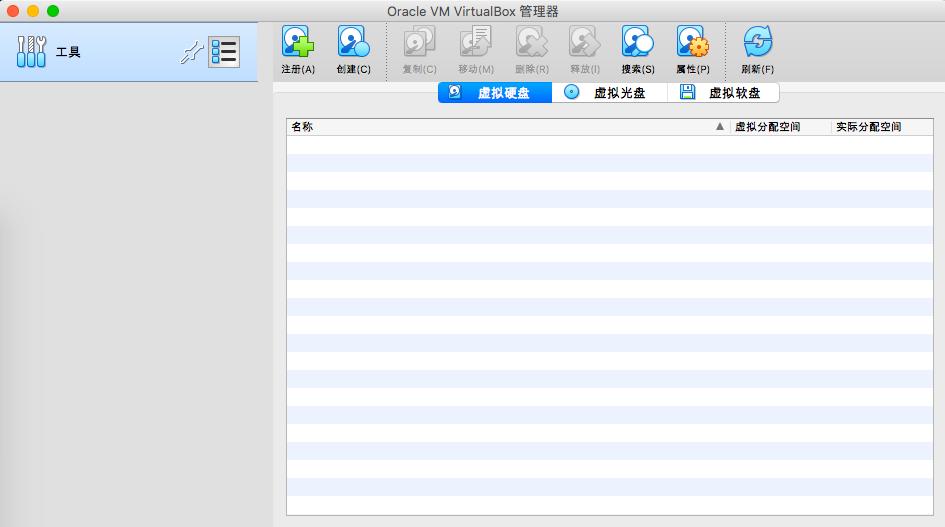 Oracle VM VirtualBox 管理器
工具
注册(A) 创建(C) 复制(C) 移动(M) 删除(R) 释放(I) 搜索(S) 属性(P) 刷新(F)
虚拟硬盘 虚拟光盘 虚拟软盘
名称 虚拟分配空间 实际分配空间